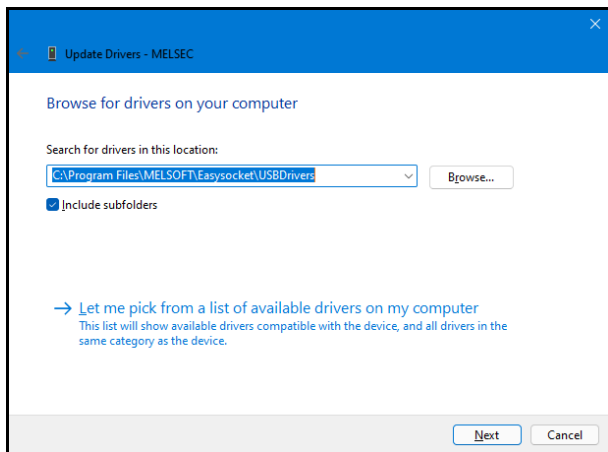 Update Drivers - MELSEC
Browse for drivers on your computer
Search for drivers in this location:
C:\Program Files\MELSOFT\Easysocket\USBDrivers
Browse...
Include subfolders
Let me pick from a list of available drivers on my computer
This list will show available drivers compatible with the device, and all drivers in the
same category as the device.
Next
Cancel